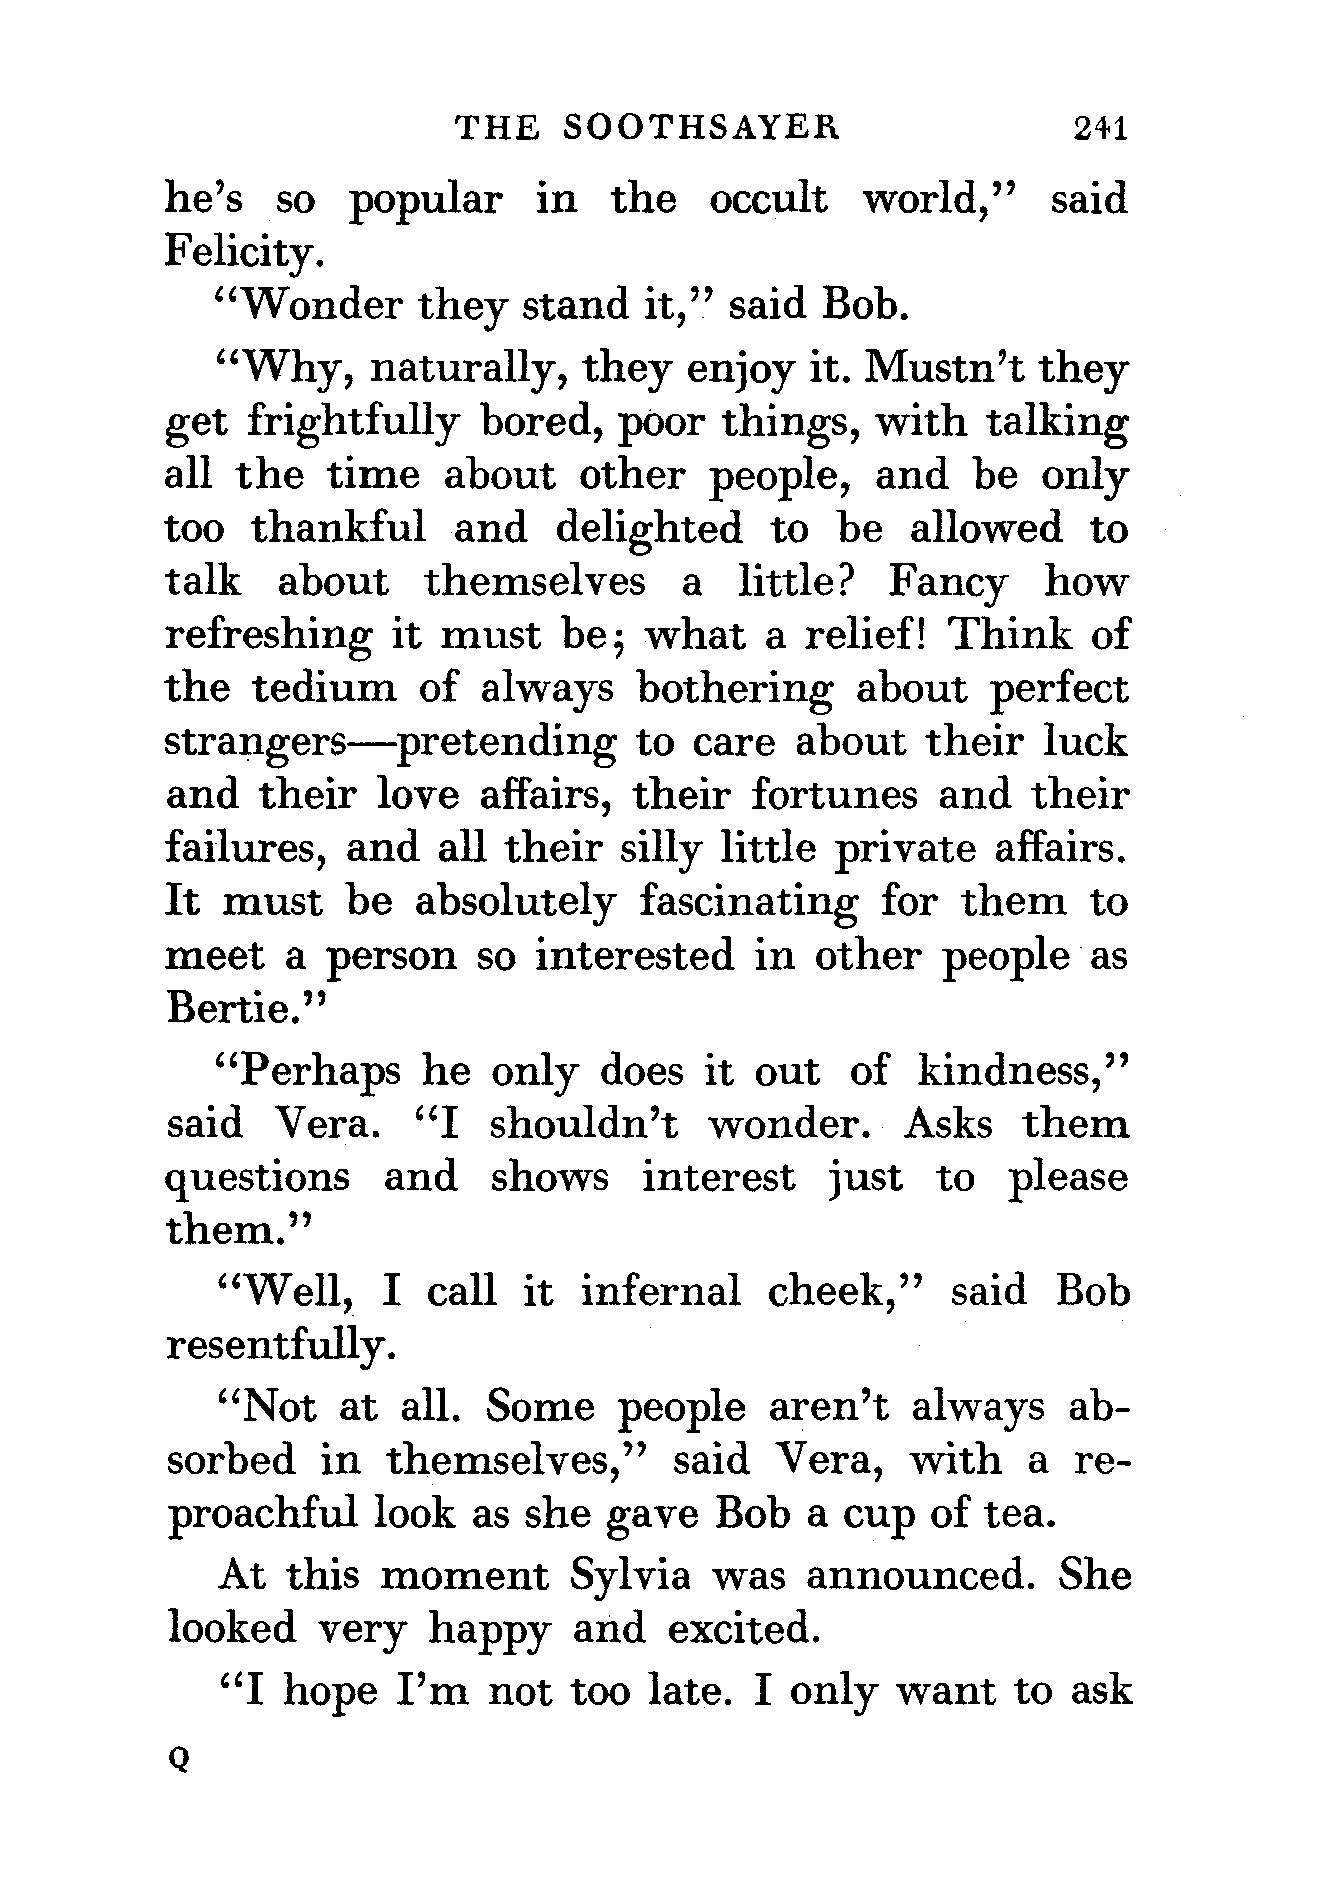 THE SOOTHSAYER 241
he's so popular in the occult world,” said
Felicity.
“Wonder they stand it,” said Bob.
“Why, naturally, they enjoy it. Mustn't they
get frightfully bored, poor things, with talking
all the time about other people, and be only
too thankful and delighted to be allowed to
talk about themselves a little? Fancy how
refreshing it must be; what a relief! Think of
the tedium of always bothering about perfect
strangers—pretending to care about their luck
and their love affairs, their fortunes and their
failures, and all their silly little private affairs.
It must be absolutely fascinating for them to
meet a person so interested in other people as
Bertie.”
“Perhaps he only does it out of kindness,”
said Vera. “I shouldn't wonder. Asks them
questions and shows interest just to please
them.”
“Well, I call it infernal cheek,” said Bob
resentfully.
“Not at all. Some people aren't always ab-
sorbed in themselves,” said Vera, with a re-
proachful look as she gave Bob a cup of tea.
At this moment Sylvia was announced. She
looked very happy and excited.
“I hope I'm not too late. I only want to ask
Q